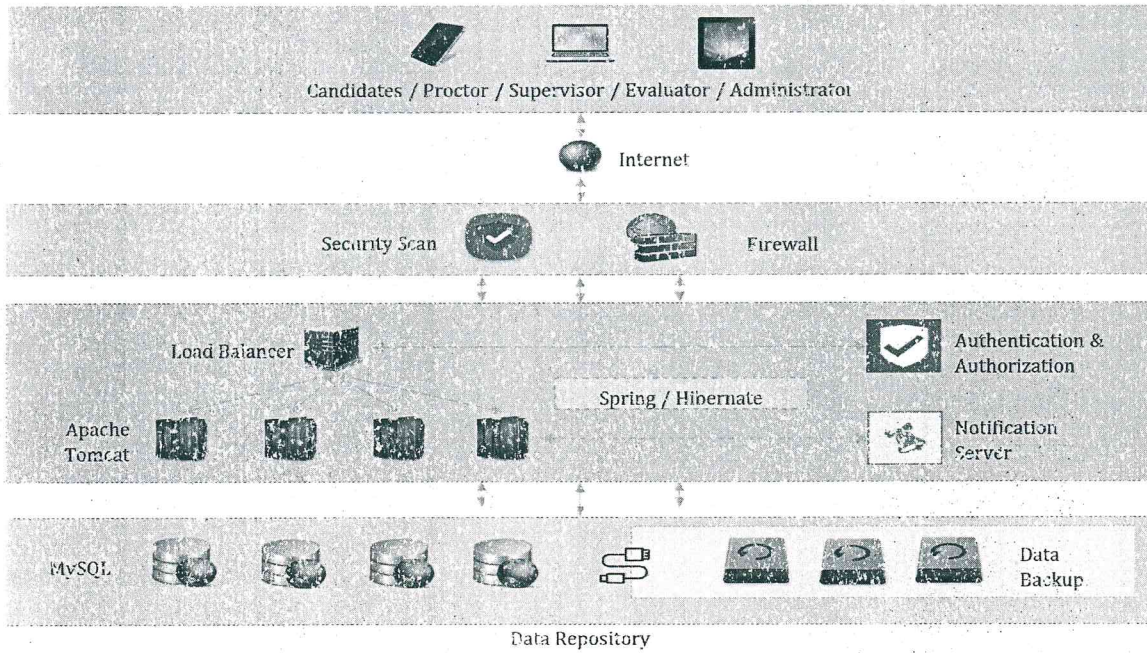 Candidates / Proctor / Supervisor / Evaluator / Administrator
Internet
Security Scan
Firewall
Load Balancer
Authentication &
Authorization
Spring / Hibernate
Apache
Tomcat
Notification
Server
MySQL
Data
Backup
Data Repository